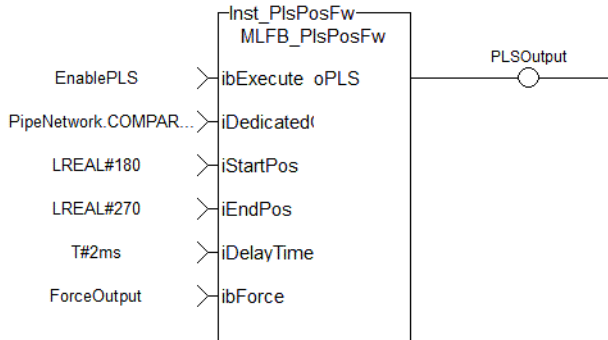 Inst_PlsPosFw
MLFB_PlsPosFw
PLSOutput
EnablePLS ibExecute oPLS
PipeNetwork.COMPAR... iDedicated
LREAL#180 iStartPos
LREAL#270 iEndPos
T#2ms iDelayTime
ForceOutput ibForce